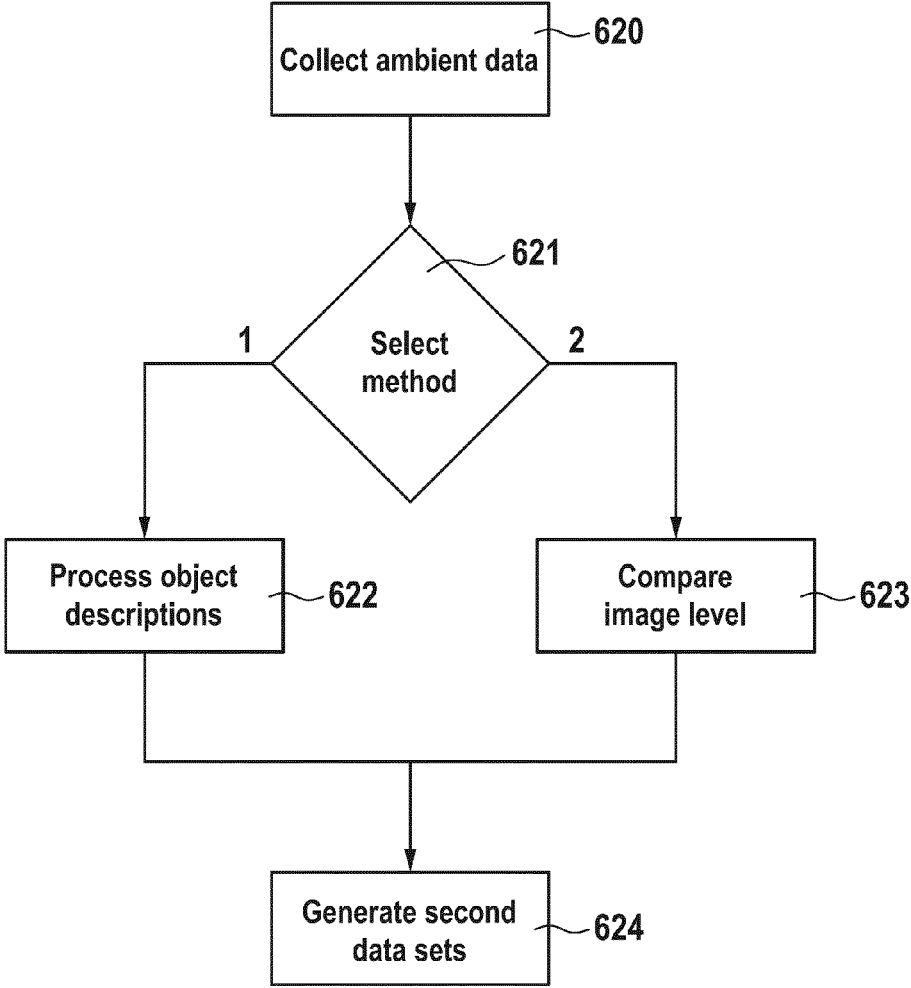 Collect ambient data
620
621
1
2
Select
method
Process object
descriptions
622
Compare
image level
623
Generate second
data sets
624